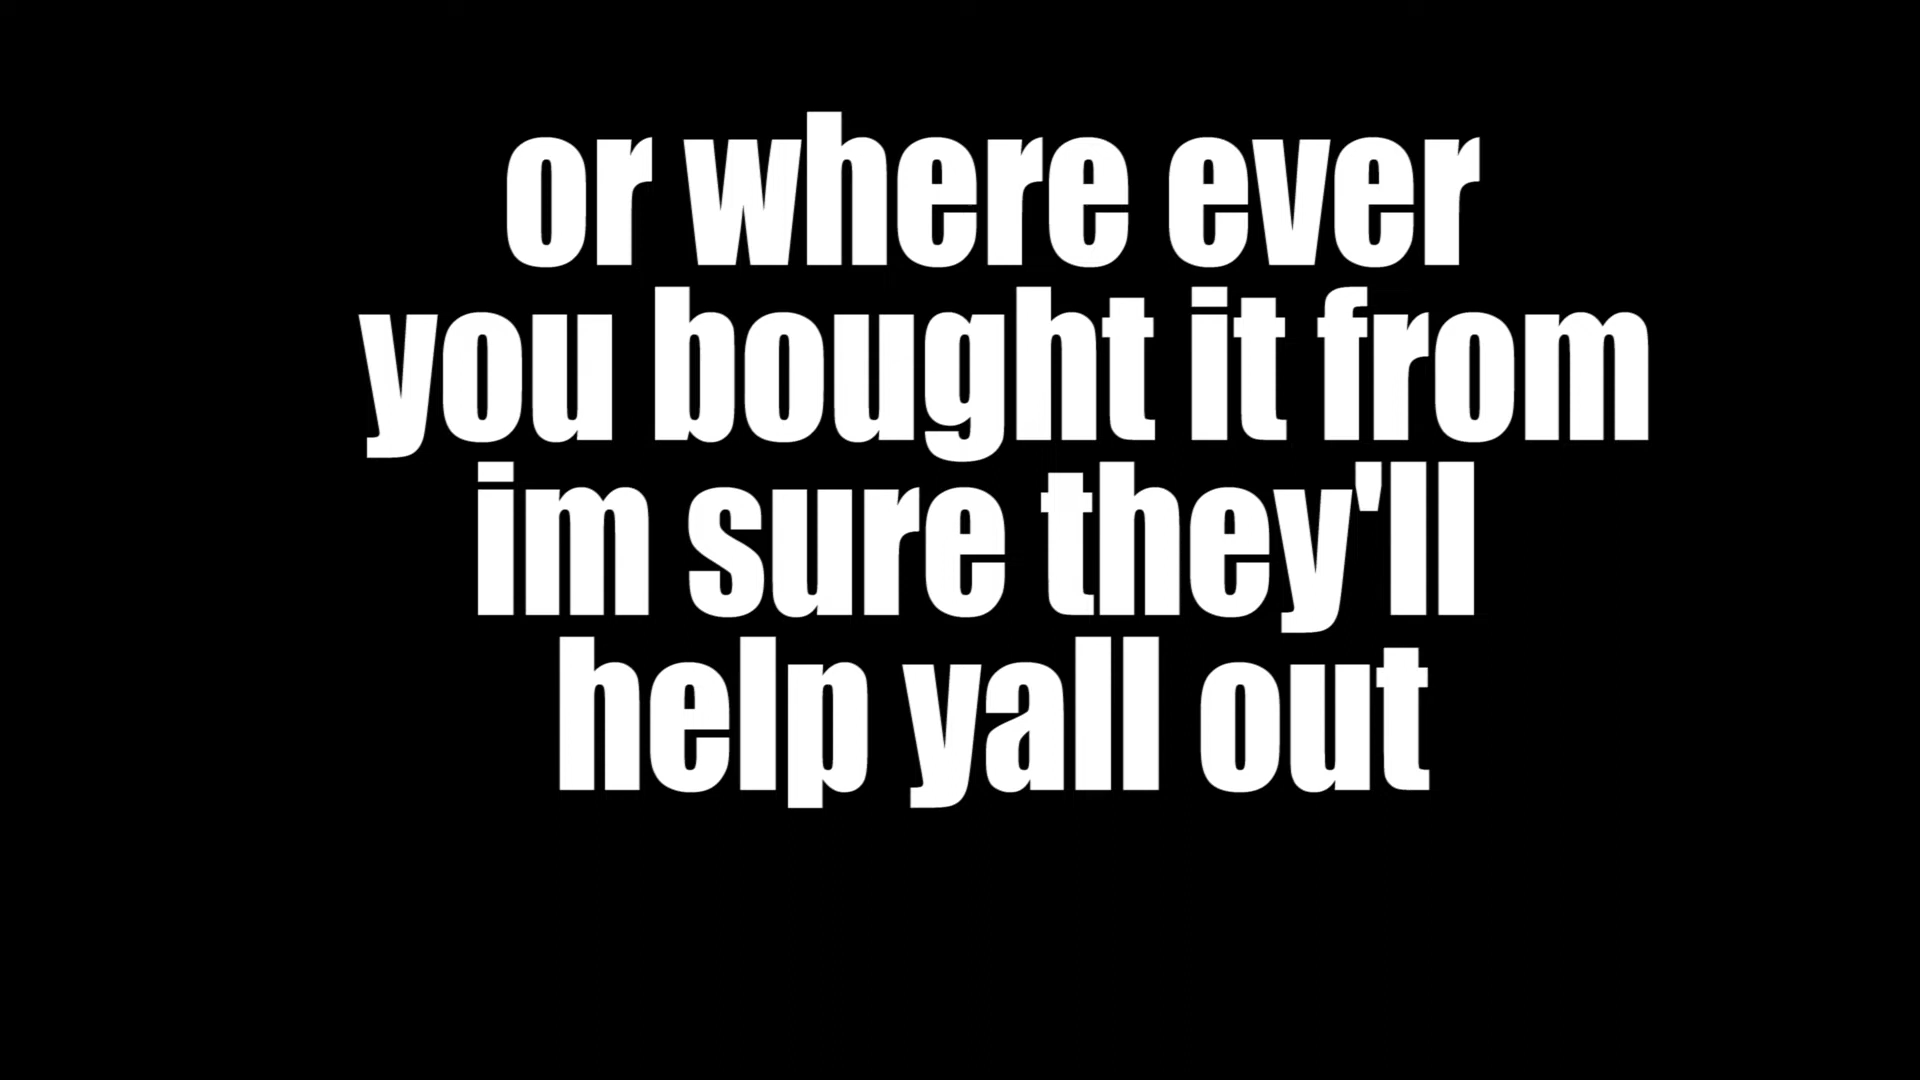 or where ever
you bought it from
im sure they'll
help yall out